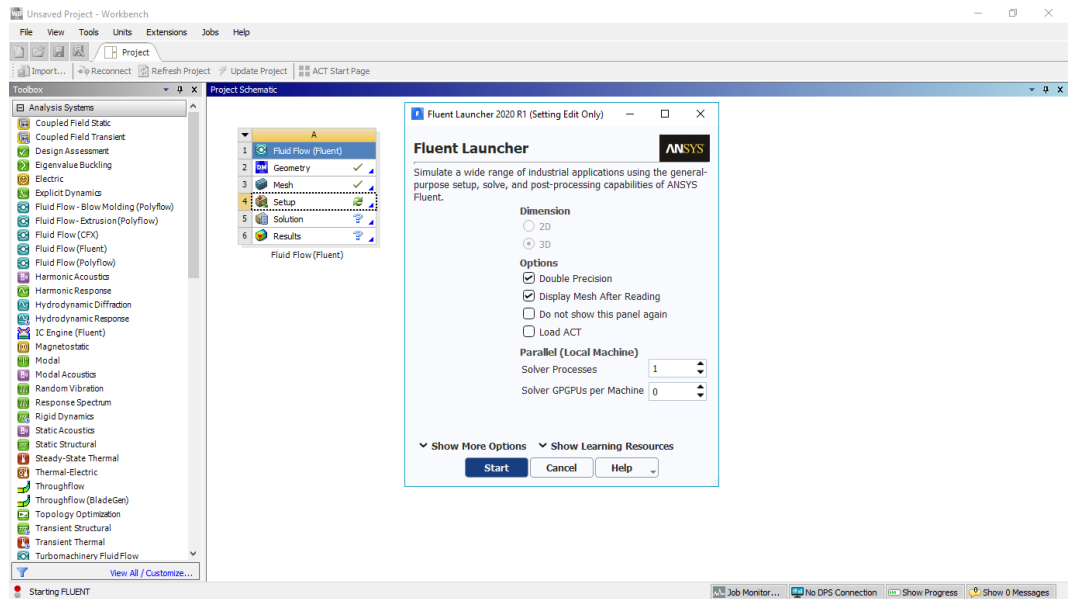 Unsaved Project - Workbench
File View Tools Units Extensions Jobs Help
Project
Import... Reconnect Refresh Project Update Project ACT Start Page
Toolbox
Analysis Systems
Coupled Field Static
Coupled Field Transient
Design Assessment
Eigenvalue Buckling
Electric
Explicit Dynamics
Fluid Flow - Blow Molding (Polyflow)
Fluid Flow - Extrusion (Polyflow)
Fluid Flow (CFX)
Fluid Flow (Fluent)
Fluid Flow (Polyflow)
Harmonic Acoustics
Harmonic Response
Hydrodynamic Diffraction
Hydrodynamic Response
IC Engine (Fluent)
Magnetostatic
Modal
Modal Acoustics
Random Vibration
Response Spectrum
Rigid Dynamics
Static Acoustics
Static Structural
Steady-State Thermal
Thermal-Electric
Throughflow
Throughflow (BladeGen)
Topology Optimization
Transient Structural
Transient Thermal
Turbomachinery Fluid Flow
View All / Customize...
Project Schematic
A
1 Fluid Flow (Fluent)
2 DM Geometry
3 Mesh
4 Setup
5 Solution
6 Results
Fluid Flow (Fluent)
Fluent Launcher 2020 R1 (Setting Edit Only)
Fluent Launcher
ANSYS
Simulate a wide range of industrial applications using the general-
purpose setup, solve, and post-processing capabilities of ANSYS
Fluent.
Dimension
2D
3D
Options
Double Precision
Display Mesh After Reading
Do not show this panel again
Load ACT
Parallel (Local Machine)
Solver Processes 1
Solver GPGPUs per Machine 0
Show More Options Show Learning Resources
Start Cancel Help
Starting FLUENT
Job Monitor... No DPS Connection Show Progress Show 0 Messages